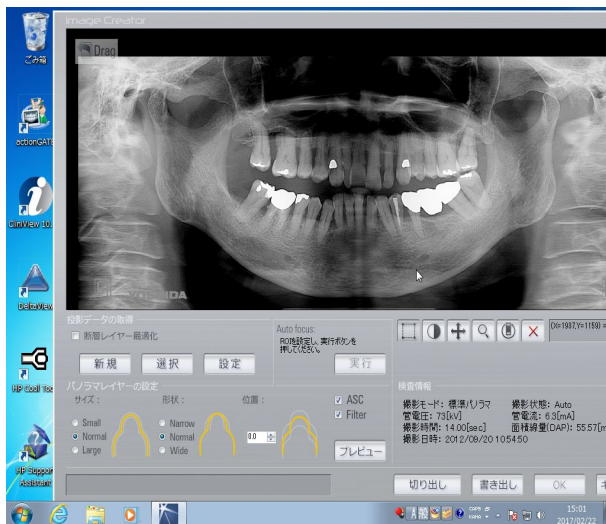 Image Creator
Drag
ごみ箱
actionGATE
CliniView 10.
DeltaView
HP Cool Too
HP Support
Assistant
YOSHIDA
投影データの取得
断層レイヤー最適化
新規
選択
設定
Auto focus:
ROIを設定し、実行ボタンを
押してください。
実行
(X=1987,Y=1159) =
パノラマレイヤーの設定
サイズ:
形状:
位置:
Small
Normal
Large
Narrow
Normal
Wide
0.0
ASC
Filter
プレビュー
検査情報
撮影モード: 標準パノラマ
撮影状態: Auto
管電圧: 73[kV]
管電流: 6.3[mA]
撮影時間: 14.00[sec]
面積線量(DAP): 55.57[m
撮影日時: 2012/09/20 10:54:50
切り出し
書き出し
OK
キ
A 般
CAPS
KANA
15:01
2017/02/22